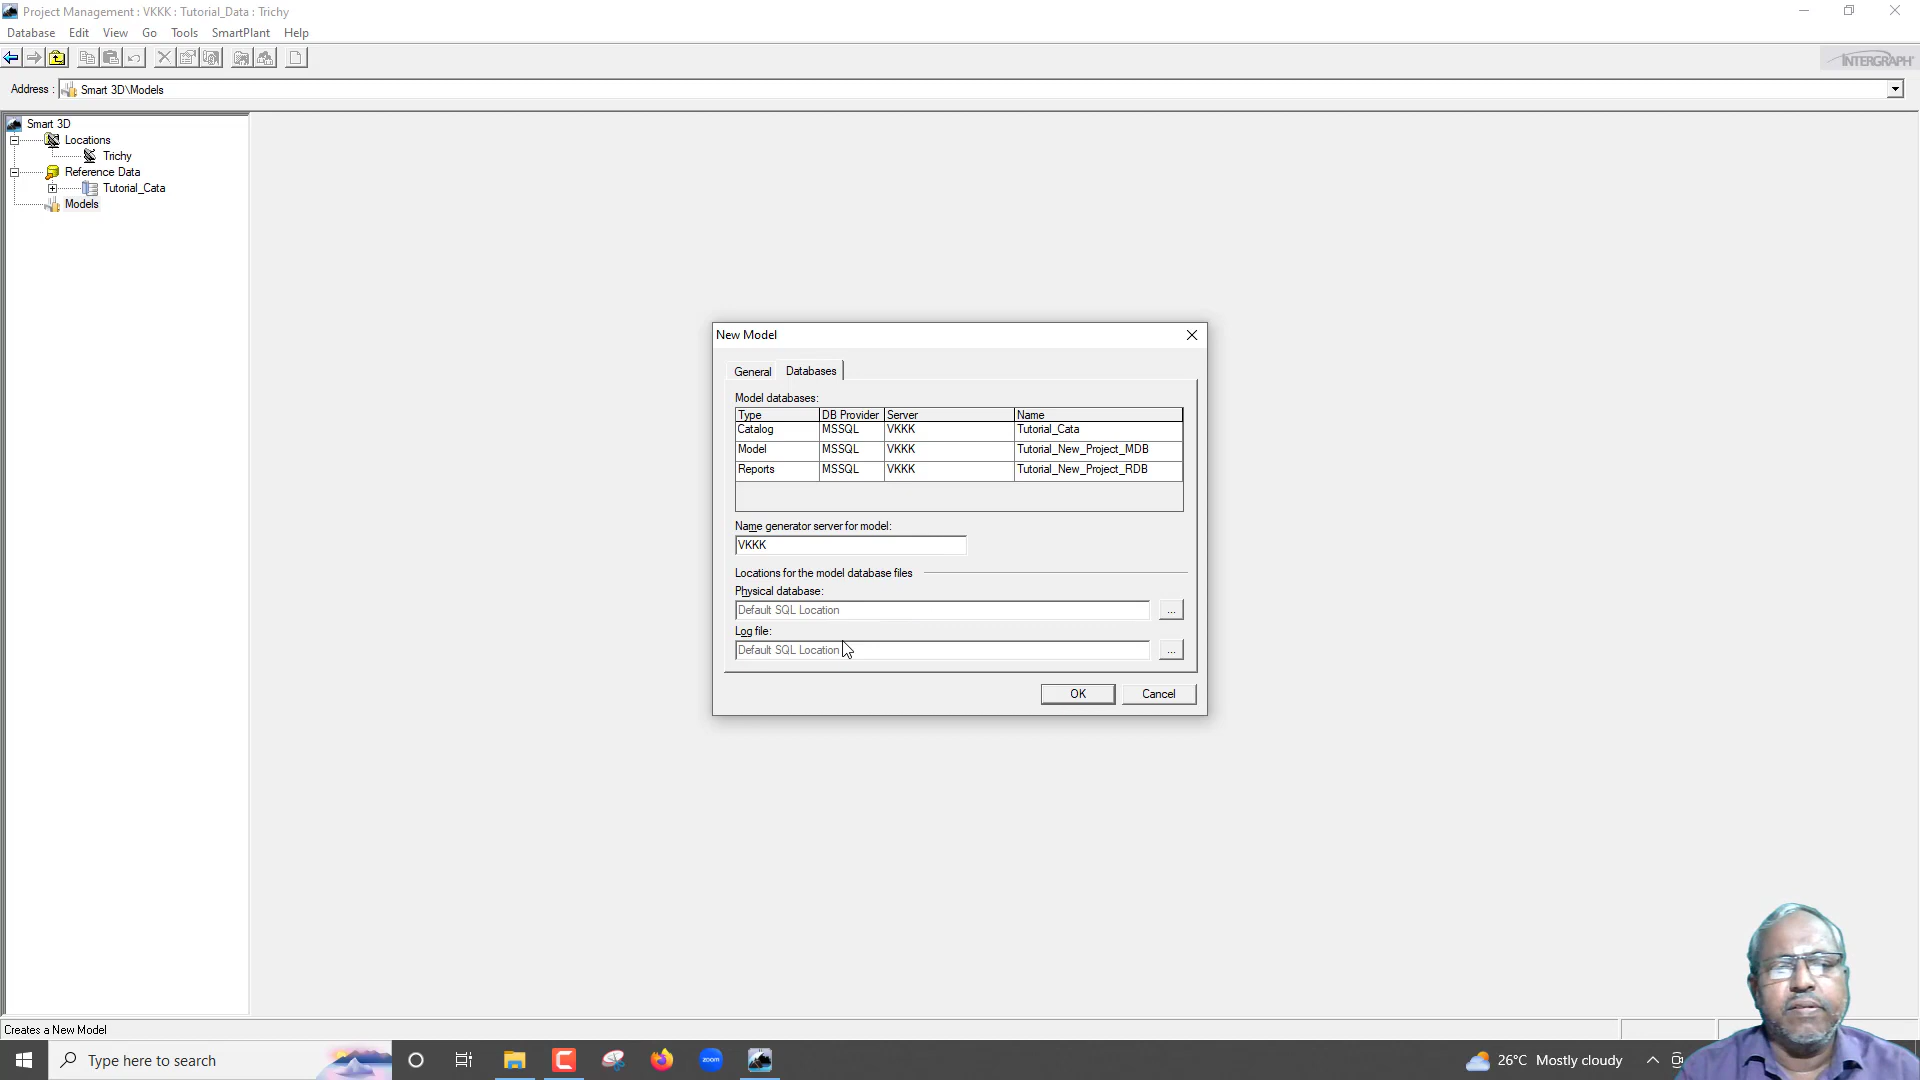 Project Management : VKKK : Tutorial_Data : Trichy
Database Edit View Go Tools SmartPlant Help
INTERGRAPH
Address : Smart 3D\Models
Smart 3D
Locations
Trichy
Reference Data
Tutorial_Cata
Models
New Model
General Databases
Model databases:
Type DB Provider Server Name
Catalog MSSQL VKKK Tutorial_Cata
Model MSSQL VKKK Tutorial_New_Project_MDB
Reports MSSQL VKKK Tutorial_New_Project_RDB
Name generator server for model:
VKKK
Locations for the model database files
Physical database:
Default SQL Location ...
Log file:
Default SQL Location ...
OK Cancel
Creates a New Model
Type here to search zoom 26°C Mostly cloudy